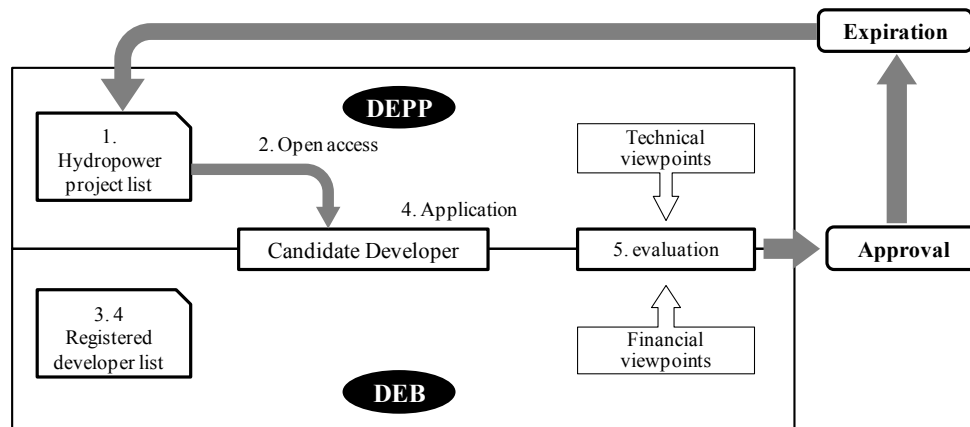 Expiration
DEPP
1.
Hydropower
project list
2. Open access
Technical
viewpoints
4. Application
Candidate Developer
5. evaluation
Approval
3. 4
Registered
developer list
Financial
viewpoints
DEB